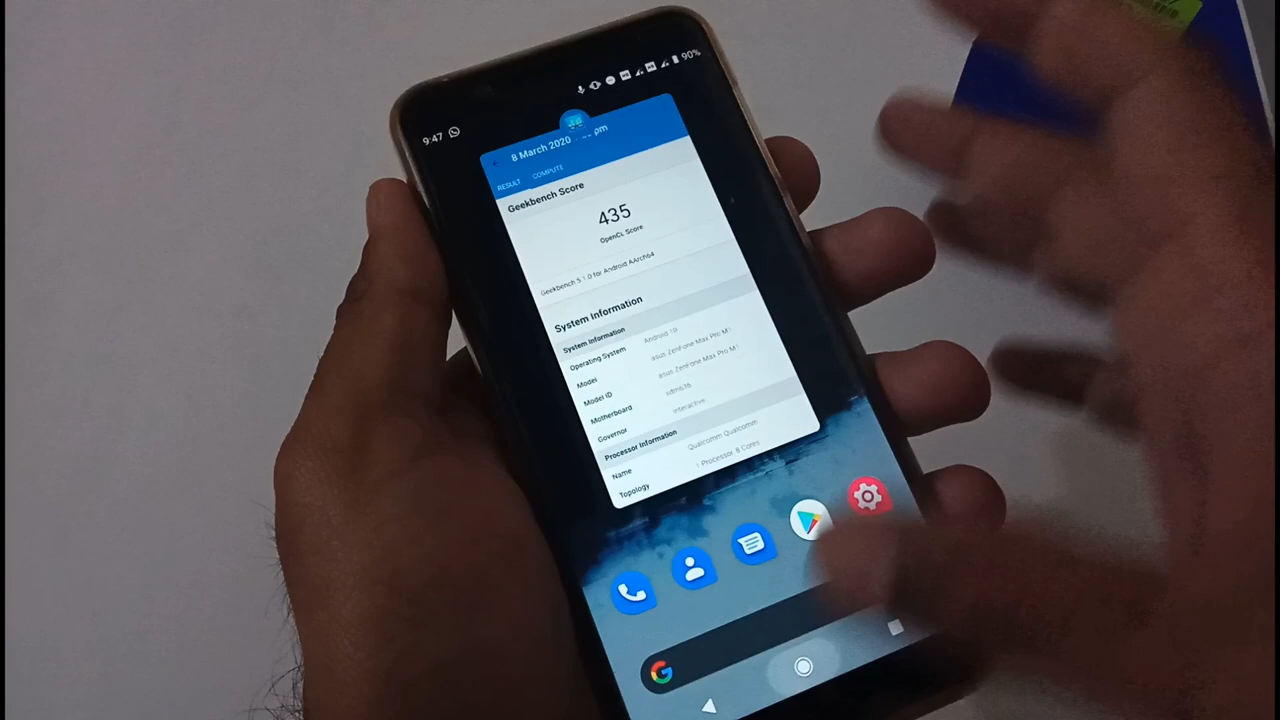 9:47
90%
8 March 2020 pm
RESULT COMPUTE
Geekbench Score
435
OpenCL Score
Geekbench 5.1.0 for Android AArch64
System Information
System Information
Operating System Android 10
Model asus ZenFone Max Pro M1
Model ID asus ZenFone Max Pro M1
Motherboard sdm636
Governor interactive
Processor Information
Name Qualcomm Qualcomm
Topology 1 Processor, 8 Cores
G